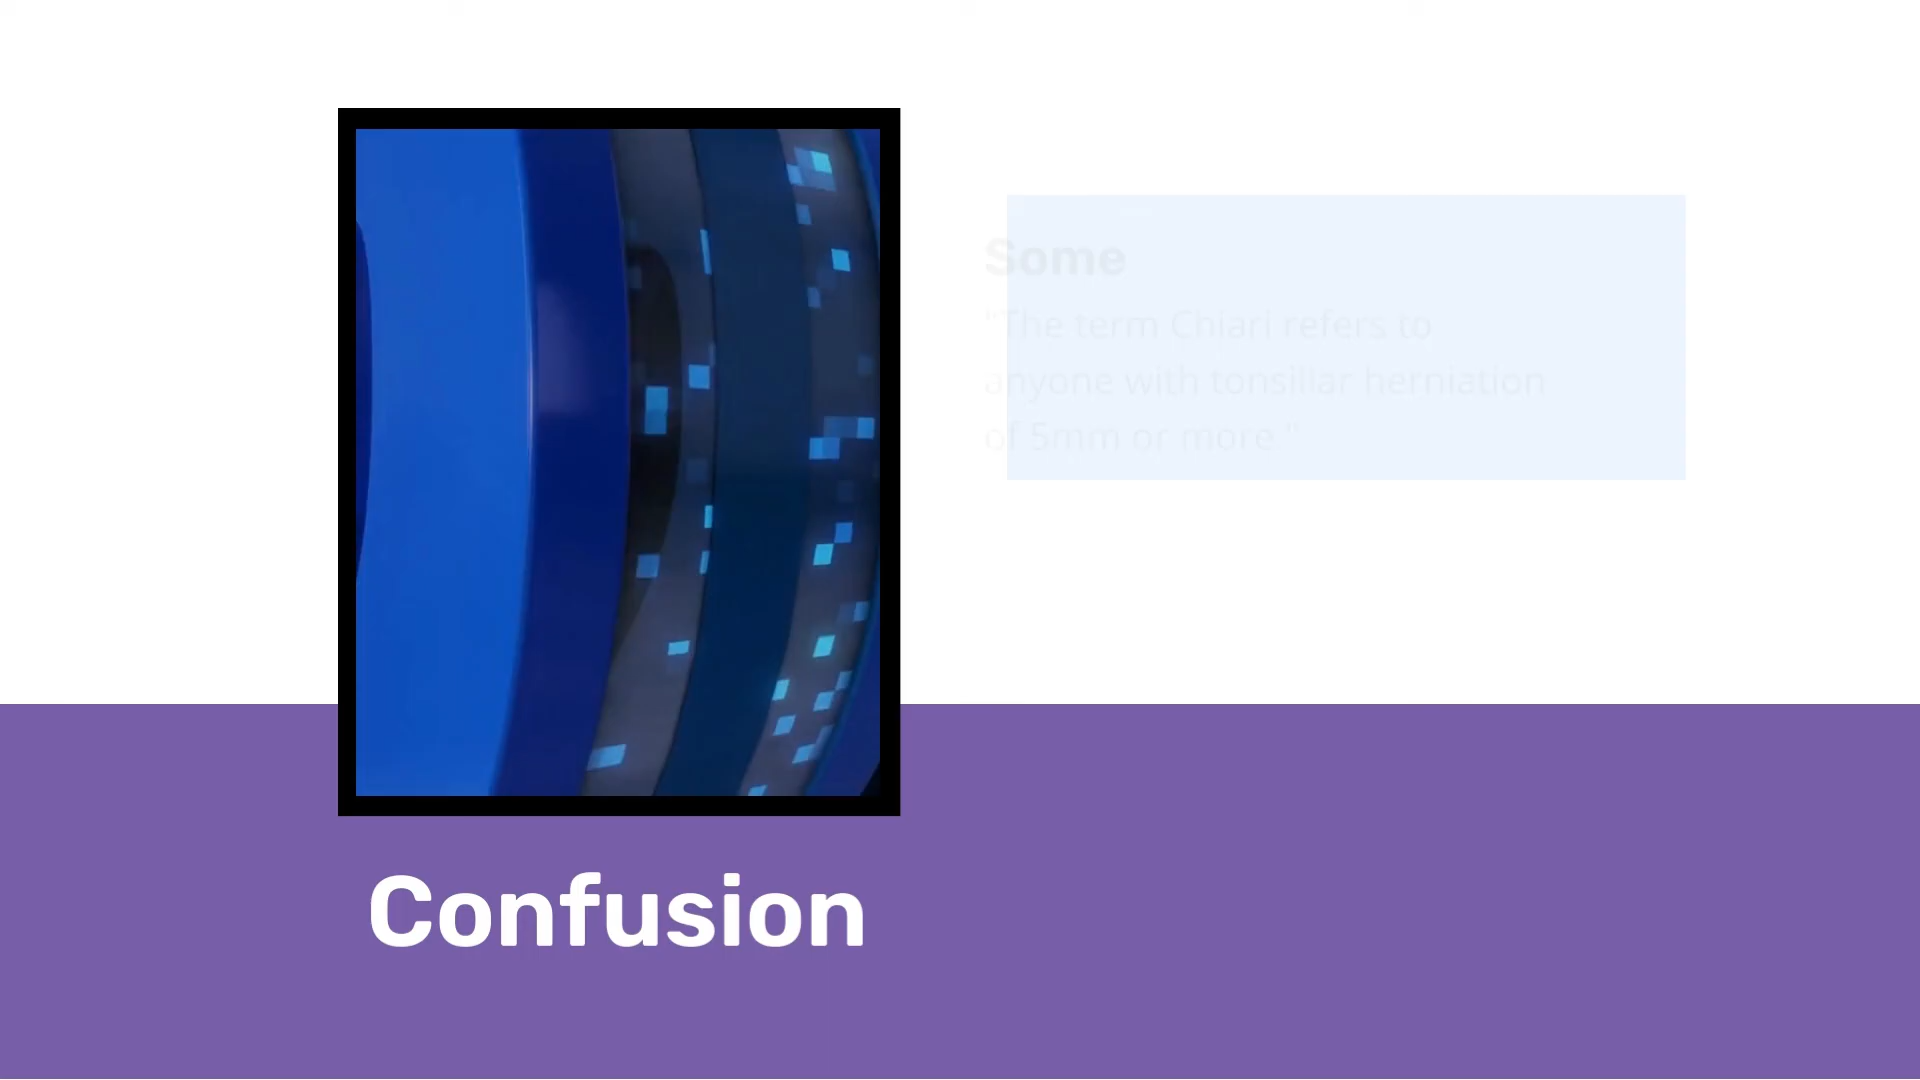 Some
"The term Chiari refers to
anyone with tonsillar herniation
of 5mm or more."
Confusion